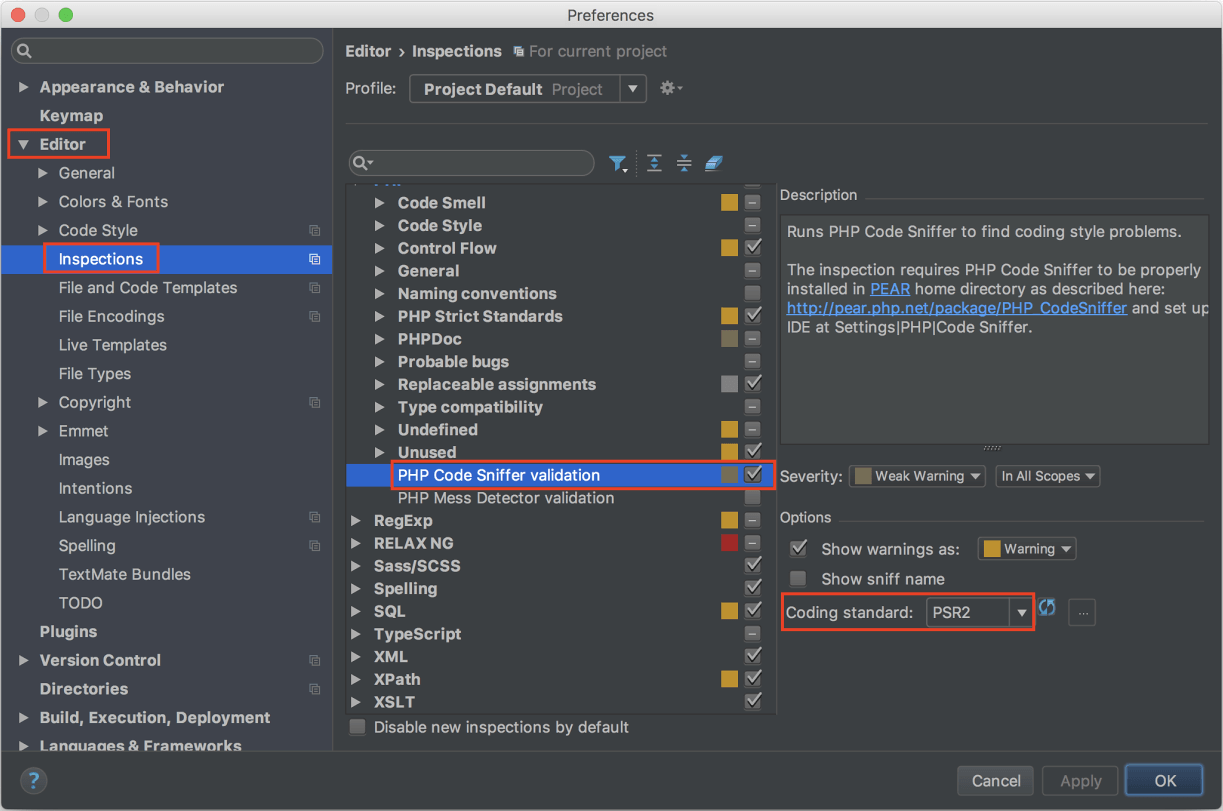 Preferences
Appearance & Behavior
Keymap
Editor
General
Colors & Fonts
Code Style
Inspections
File and Code Templates
File Encodings
Live Templates
File Types
Copyright
Emmet
Images
Intentions
Language Injections
Spelling
TextMate Bundles
TODO
Plugins
Version Control
Directories
Build, Execution, Deployment
Languages & Frameworks
Editor › Inspections For current project
Profile: Project Default Project
Code Smell
Code Style
Control Flow
General
Naming conventions
PHP Strict Standards
PHPDoc
Probable bugs
Replaceable assignments
Type compatibility
Undefined
Unused
PHP Code Sniffer validation
PHP Mess Detector validation
RegExp
RELAX NG
Sass/SCSS
Spelling
SQL
TypeScript
XML
XPath
XSLT
Disable new inspections by default
Description
Runs PHP Code Sniffer to find coding style problems.
The inspection requires PHP Code Sniffer to be properly
installed in PEAR home directory as described here:
http://pear.php.net/package/PHP_CodeSniffer and set up
IDE at Settings|PHP|Code Sniffer.
Severity: Weak Warning In All Scopes
Options
Show warnings as: Warning
Show sniff name
Coding standard: PSR2 ...
? Cancel Apply OK